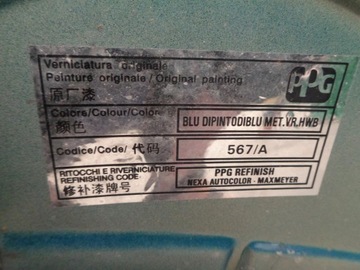 Verniciatura originale
Peinture originale/Original painting
原厂漆
PPG
Colore/Colour/Color
顏色
BLU DIPINTODIBLU MET.VR.HWB
Codice/Code/代码
567/A
RITOCCHI E RIVERNICIATURE
REFINISHING CODE
修补漆牌号
PPG REFINISH
NEXA AUTOCOLOR - MAXMEYER